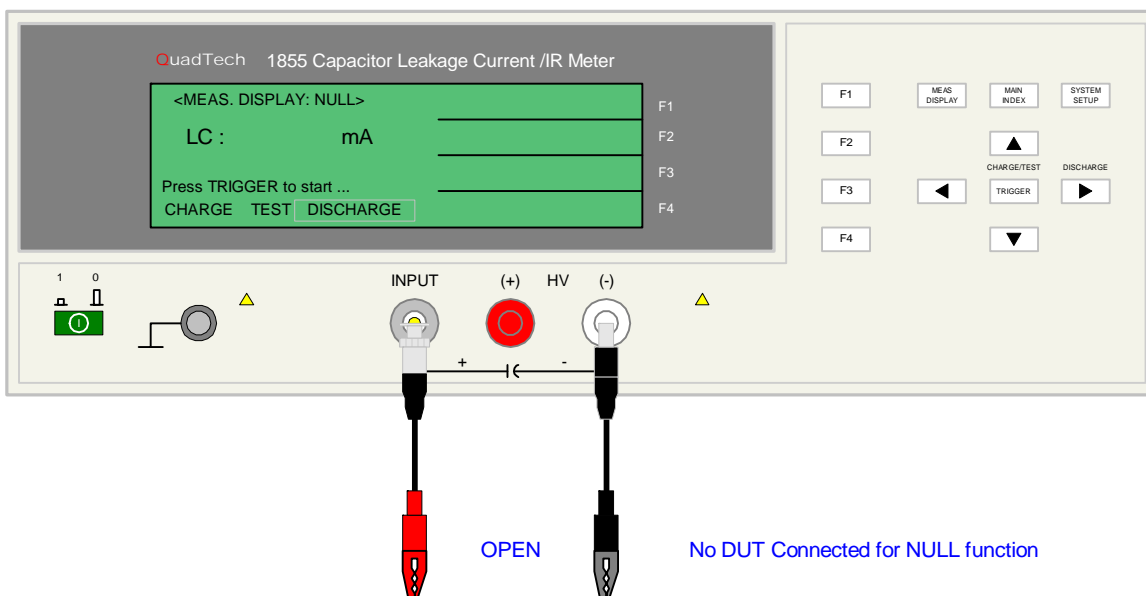 QuadTech 1855 Capacitor Leakage Current /IR Meter
<MEAS. DISPLAY: NULL>
LC : mA
Press TRIGGER to start ...
CHARGE TEST DISCHARGE
F1
F2
F3
F4
F1
F2
F3
F4
MEAS
DISPLAY
MAIN
INDEX
SYSTEM
SETUP
CHARGE/TEST
DISCHARGE
TRIGGER
1 0
I
INPUT (+) HV (-)
+ -
OPEN
No DUT Connected for NULL function